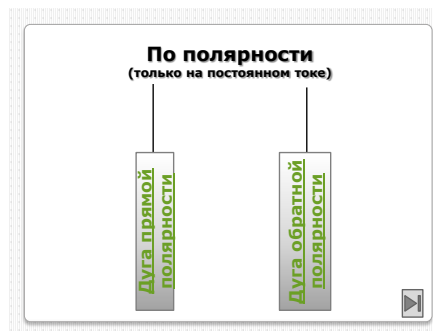 По полярности
(только на постоянном токе)
Дуга прямой
полярности
Дуга обратной
полярности